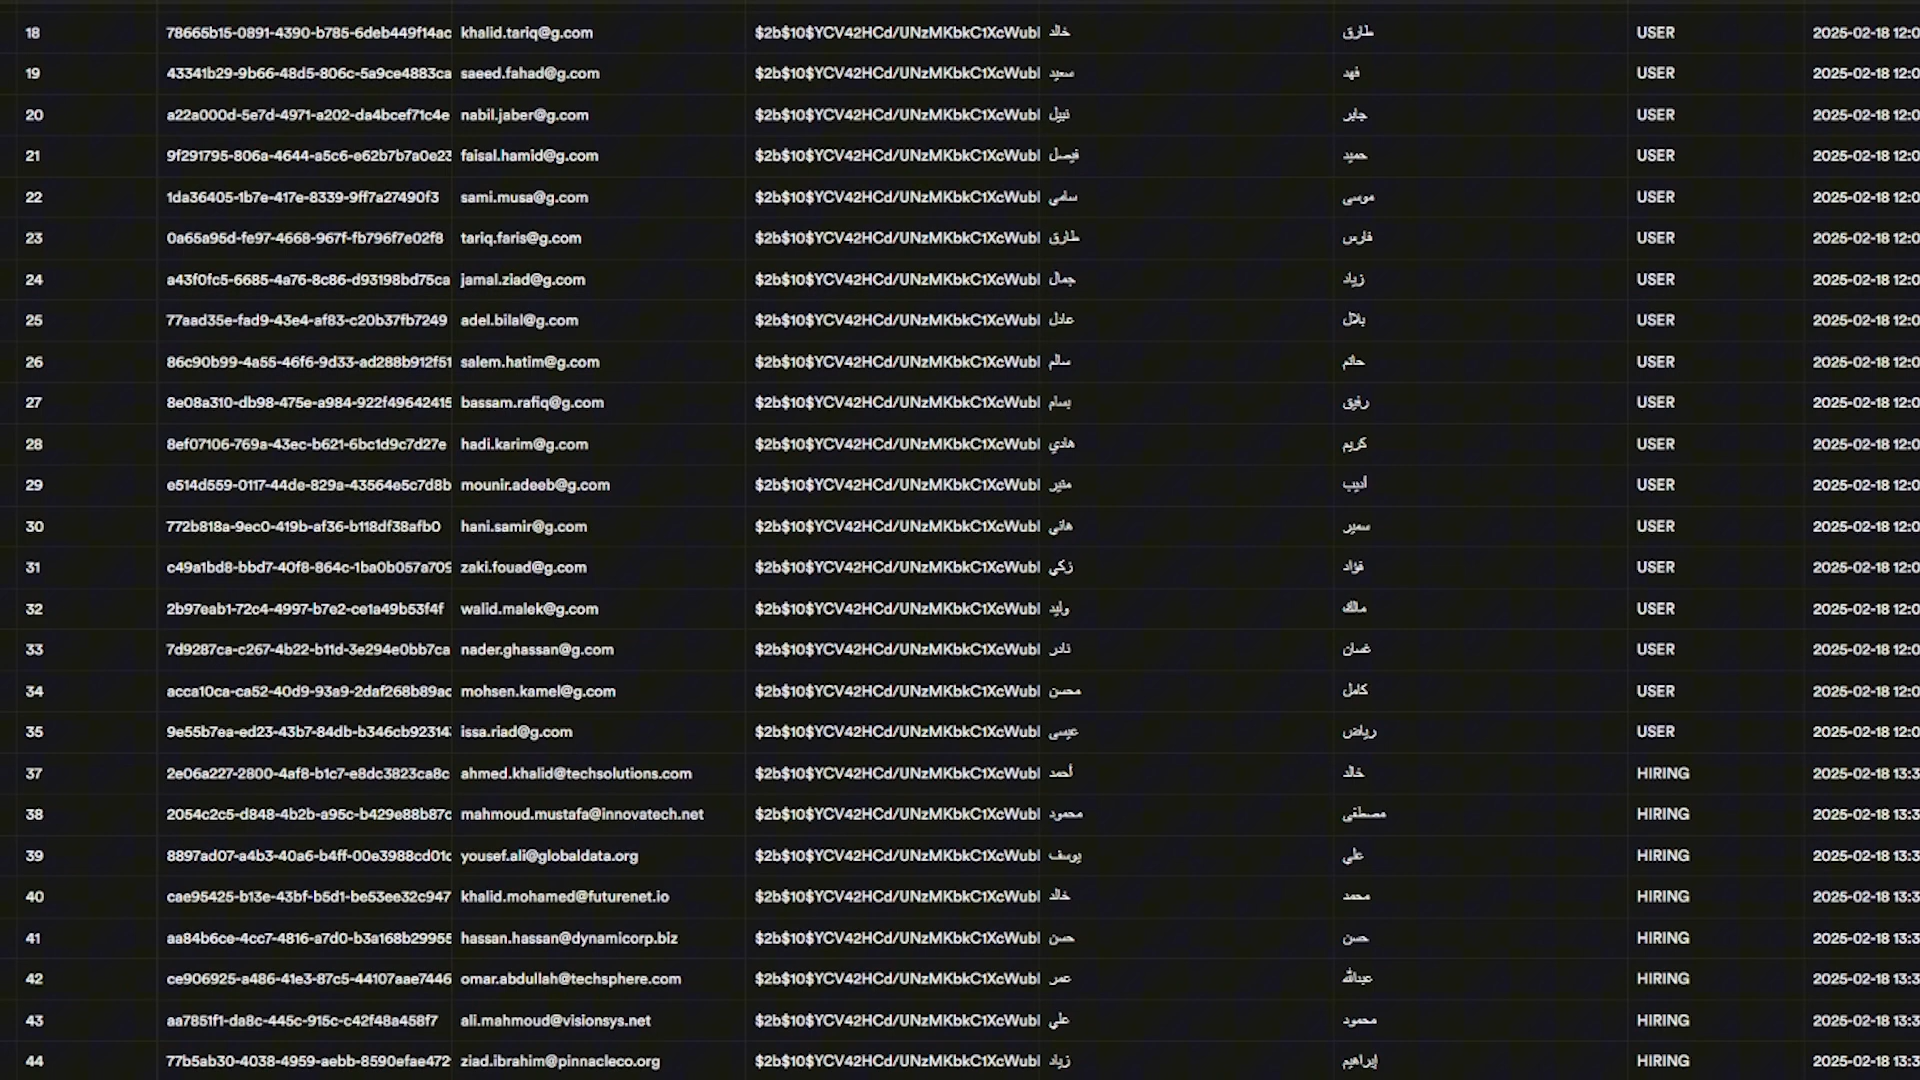 18 78665b15-0891-4390-b785-6deb449f14ac khalid.tariq@g.com $2b$10$YCV42HCd/UNzMKbkC1XcWubl خالد طارق USER 2025-02-18 12:0
19 43341b29-9b66-48d5-806c-5a9ce4883ca saeed.fahad@g.com $2b$10$YCV42HCd/UNzMKbkC1XcWubl سعيد فهد USER 2025-02-18 12:0
20 a22a000d-5e7d-4971-a202-da4bcef71c4e nabil.jaber@g.com $2b$10$YCV42HCd/UNzMKbkC1XcWubl نبيل جابر USER 2025-02-18 12:0
21 9f291795-806a-4644-a5c6-e62b7b7a0e23 faisal.hamid@g.com $2b$10$YCV42HCd/UNzMKbkC1XcWubl فيصل حميد USER 2025-02-18 12:0
22 1da36405-1b7e-417e-8339-9ff7a27490f3 sami.musa@g.com $2b$10$YCV42HCd/UNzMKbkC1XcWubl سامي موسى USER 2025-02-18 12:0
23 0a65a95d-fe97-4668-967f-fb796f7e02f8 tariq.faris@g.com $2b$10$YCV42HCd/UNzMKbkC1XcWubl طارق فارس USER 2025-02-18 12:0
24 a43f0fc5-6685-4a76-8c86-d93198bd75ca jamal.ziad@g.com $2b$10$YCV42HCd/UNzMKbkC1XcWubl جمال زياد USER 2025-02-18 12:0
25 77aad35e-fad9-43e4-af83-c20b37fb7249 adel.bilal@g.com $2b$10$YCV42HCd/UNzMKbkC1XcWubl عادل بلال USER 2025-02-18 12:0
26 86c90b99-4a55-46f6-9d33-ad288b912f51 salem.hatim@g.com $2b$10$YCV42HCd/UNzMKbkC1XcWubl سالم حاتم USER 2025-02-18 12:0
27 8e08a310-db98-475e-a984-922f49642415 bassam.rafiq@g.com $2b$10$YCV42HCd/UNzMKbkC1XcWubl بسام رفيق USER 2025-02-18 12:0
28 8ef07106-769a-43ec-b621-6bc1d9c7d27e hadi.karim@g.com $2b$10$YCV42HCd/UNzMKbkC1XcWubl هادي كريم USER 2025-02-18 12:0
29 e514d559-0117-44de-829a-43564e5c7d8b mounir.adeeb@g.com $2b$10$YCV42HCd/UNzMKbkC1XcWubl منير أديب USER 2025-02-18 12:0
30 772b818a-9ec0-419b-af36-b118df38afb0 hani.samir@g.com $2b$10$YCV42HCd/UNzMKbkC1XcWubl هاني سمير USER 2025-02-18 12:0
31 c49a1bd8-bbd7-40f8-864c-1ba0b057a709 zaki.fouad@g.com $2b$10$YCV42HCd/UNzMKbkC1XcWubl زكي فؤاد USER 2025-02-18 12:0
32 2b97eab1-72c4-4997-b7e2-ce1a49b53f4f walid.malek@g.com $2b$10$YCV42HCd/UNzMKbkC1XcWubl وليد مالك USER 2025-02-18 12:0
33 7d9287ca-c267-4b22-b11d-3e294e0bb7ca nader.ghassan@g.com $2b$10$YCV42HCd/UNzMKbkC1XcWubl نادر غسان USER 2025-02-18 12:0
34 acca10ca-ca52-40d9-93a9-2daf268b89ac mohsen.kamel@g.com $2b$10$YCV42HCd/UNzMKbkC1XcWubl محسن كامل USER 2025-02-18 12:0
35 9e55b7ea-ed23-43b7-84db-b346cb92314 issa.riad@g.com $2b$10$YCV42HCd/UNzMKbkC1XcWubl عيسى رياض USER 2025-02-18 12:0
37 2e06a227-2800-4af8-b1c7-e8dc3823ca8c ahmed.khalid@techsolutions.com $2b$10$YCV42HCd/UNzMKbkC1XcWubl أحمد خالد HIRING 2025-02-18 13:3
38 2054c2c5-d848-4b2b-a95c-b429e88b87c mahmoud.mustafa@innovatech.net $2b$10$YCV42HCd/UNzMKbkC1XcWubl محمود مصطفى HIRING 2025-02-18 13:3
39 8897ad07-a4b3-40a6-b4ff-00e3988cd01c yousef.ali@globaldata.org $2b$10$YCV42HCd/UNzMKbkC1XcWubl يوسف علي HIRING 2025-02-18 13:3
40 cae95425-b13e-43bf-b5d1-be53ee32c947 khalid.mohamed@futurenet.io $2b$10$YCV42HCd/UNzMKbkC1XcWubl خالد محمد HIRING 2025-02-18 13:3
41 aa84b6ce-4cc7-4816-a7d0-b3a168b29955 hassan.hassan@dynamicorp.biz $2b$10$YCV42HCd/UNzMKbkC1XcWubl حسن حسن HIRING 2025-02-18 13:3
42 ce906925-a486-41e3-87c5-44107aae7446 omar.abdullah@techsphere.com $2b$10$YCV42HCd/UNzMKbkC1XcWubl عمر عبدالله HIRING 2025-02-18 13:3
43 aa7851f1-da8c-445c-915c-c42f48a458f7 ali.mahmoud@visionsys.net $2b$10$YCV42HCd/UNzMKbkC1XcWubl علي محمود HIRING 2025-02-18 13:3
44 77b5ab30-4038-4959-aebb-8590efae472 ziad.ibrahim@pinnacleco.org $2b$10$YCV42HCd/UNzMKbkC1XcWubl زياد إبراهيم HIRING 2025-02-18 13:3